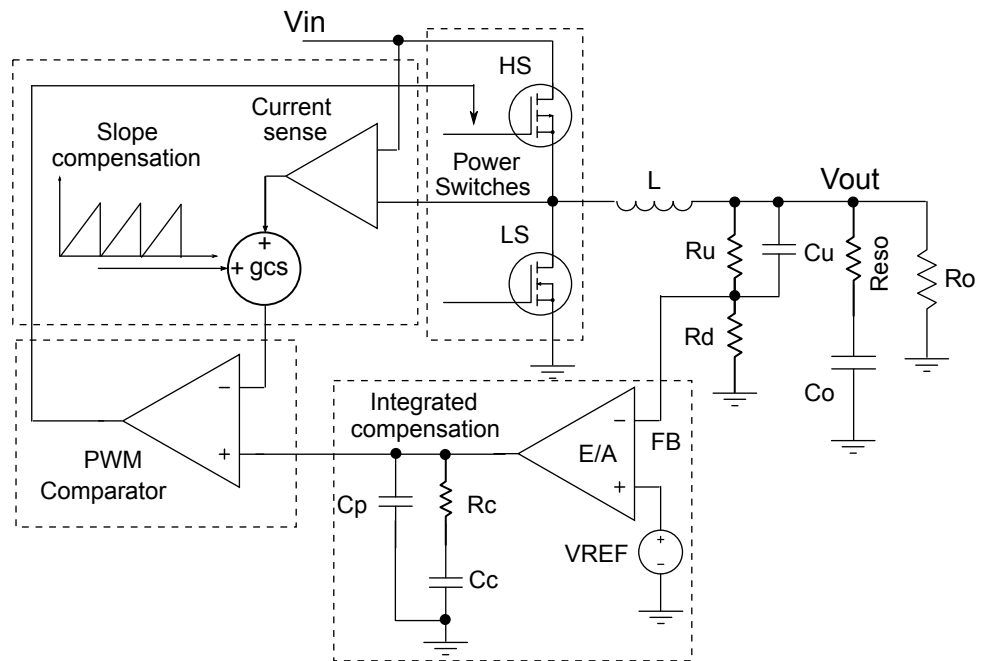 Vin
HS
Current
sense
Slope
compensation
Power
Switches
L
Vout
LS
+
+ gcs
Ru
Cu
Reso
Ro
Rd
Co
−
+
PWM
Comparator
Integrated
compensation
−
E/A
+
FB
Cp
Rc
VREF
+
−
Cc